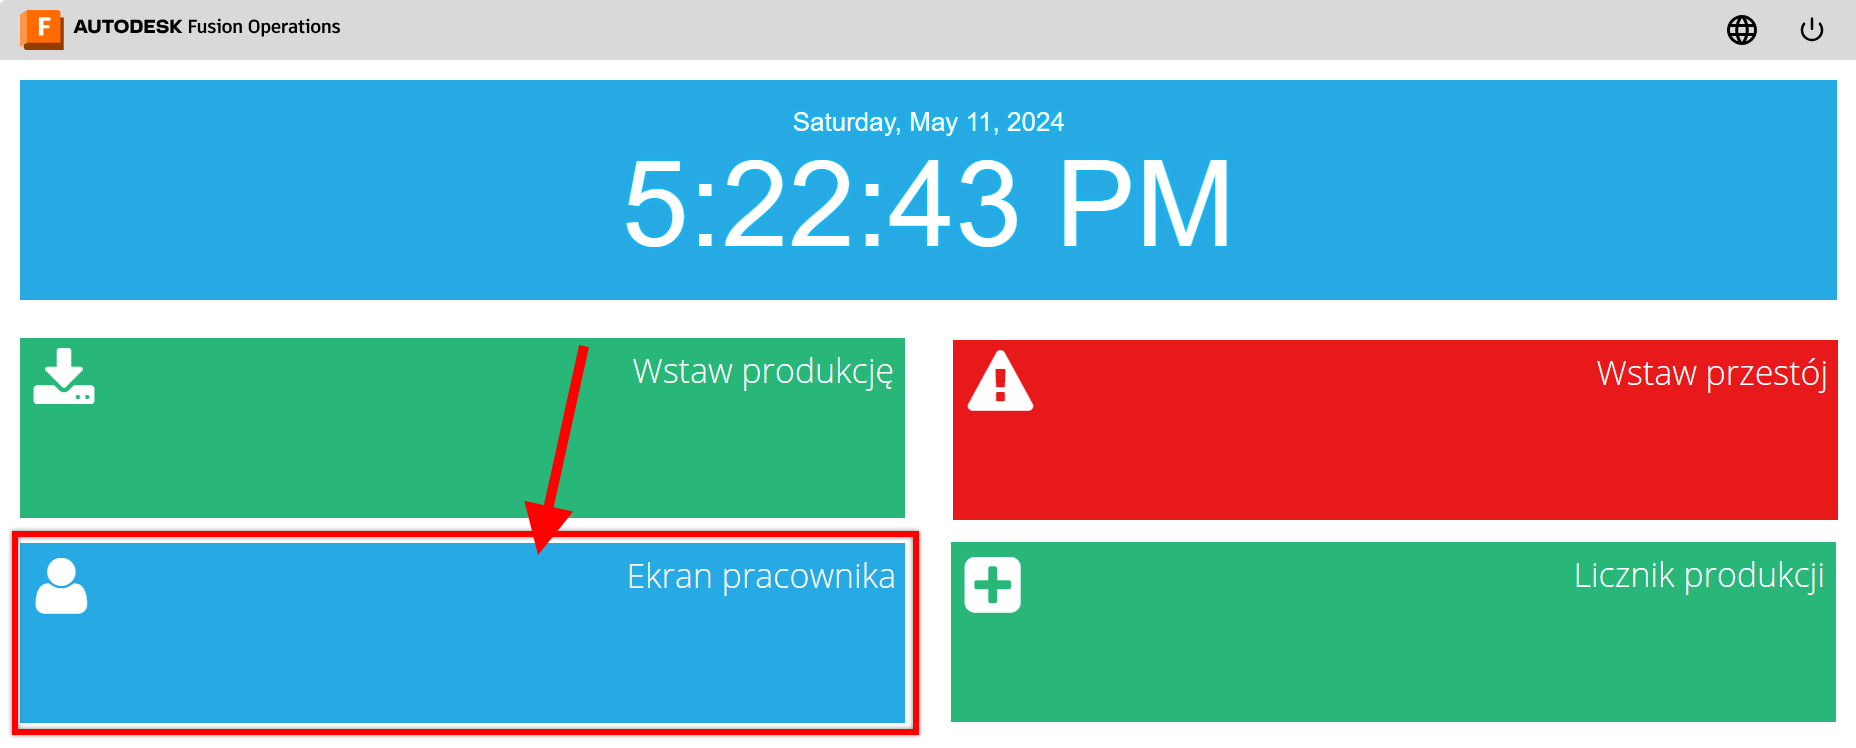 F AUTODESK Fusion Operations
Saturday, May 11, 2024
5:22:43 PM
Wstaw produkcję
Wstaw przestój
Ekran pracownika
Licznik produkcji